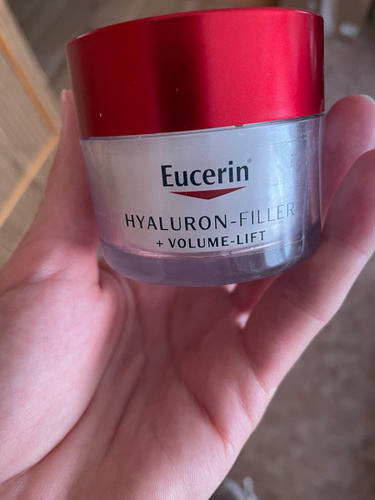 Eucerin®
HYALURON-FILLER
+ VOLUME-LIFT